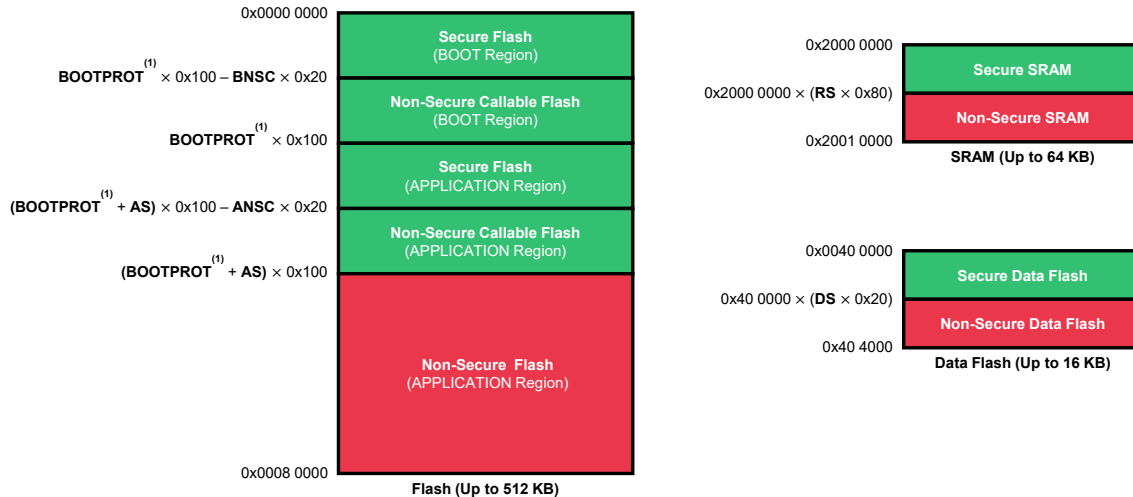 0x0000 0000
Secure Flash
(BOOT Region)
BOOTPROT(1) × 0x100 – BNSC × 0x20
Non-Secure Callable Flash
(BOOT Region)
BOOTPROT(1) × 0x100
Secure Flash
(APPLICATION Region)
(BOOTPROT(1) + AS) × 0x100 – ANSC × 0x20
Non-Secure Callable Flash
(APPLICATION Region)
(BOOTPROT(1) + AS) × 0x100
Non-Secure Flash
(APPLICATION Region)
0x0008 0000
Flash (Up to 512 KB)
0x2000 0000
Secure SRAM
0x2000 0000 × (RS × 0x80)
Non-Secure SRAM
0x2001 0000
SRAM (Up to 64 KB)
0x0040 0000
Secure Data Flash
0x40 0000 × (DS × 0x20)
Non-Secure Data Flash
0x40 4000
Data Flash (Up to 16 KB)